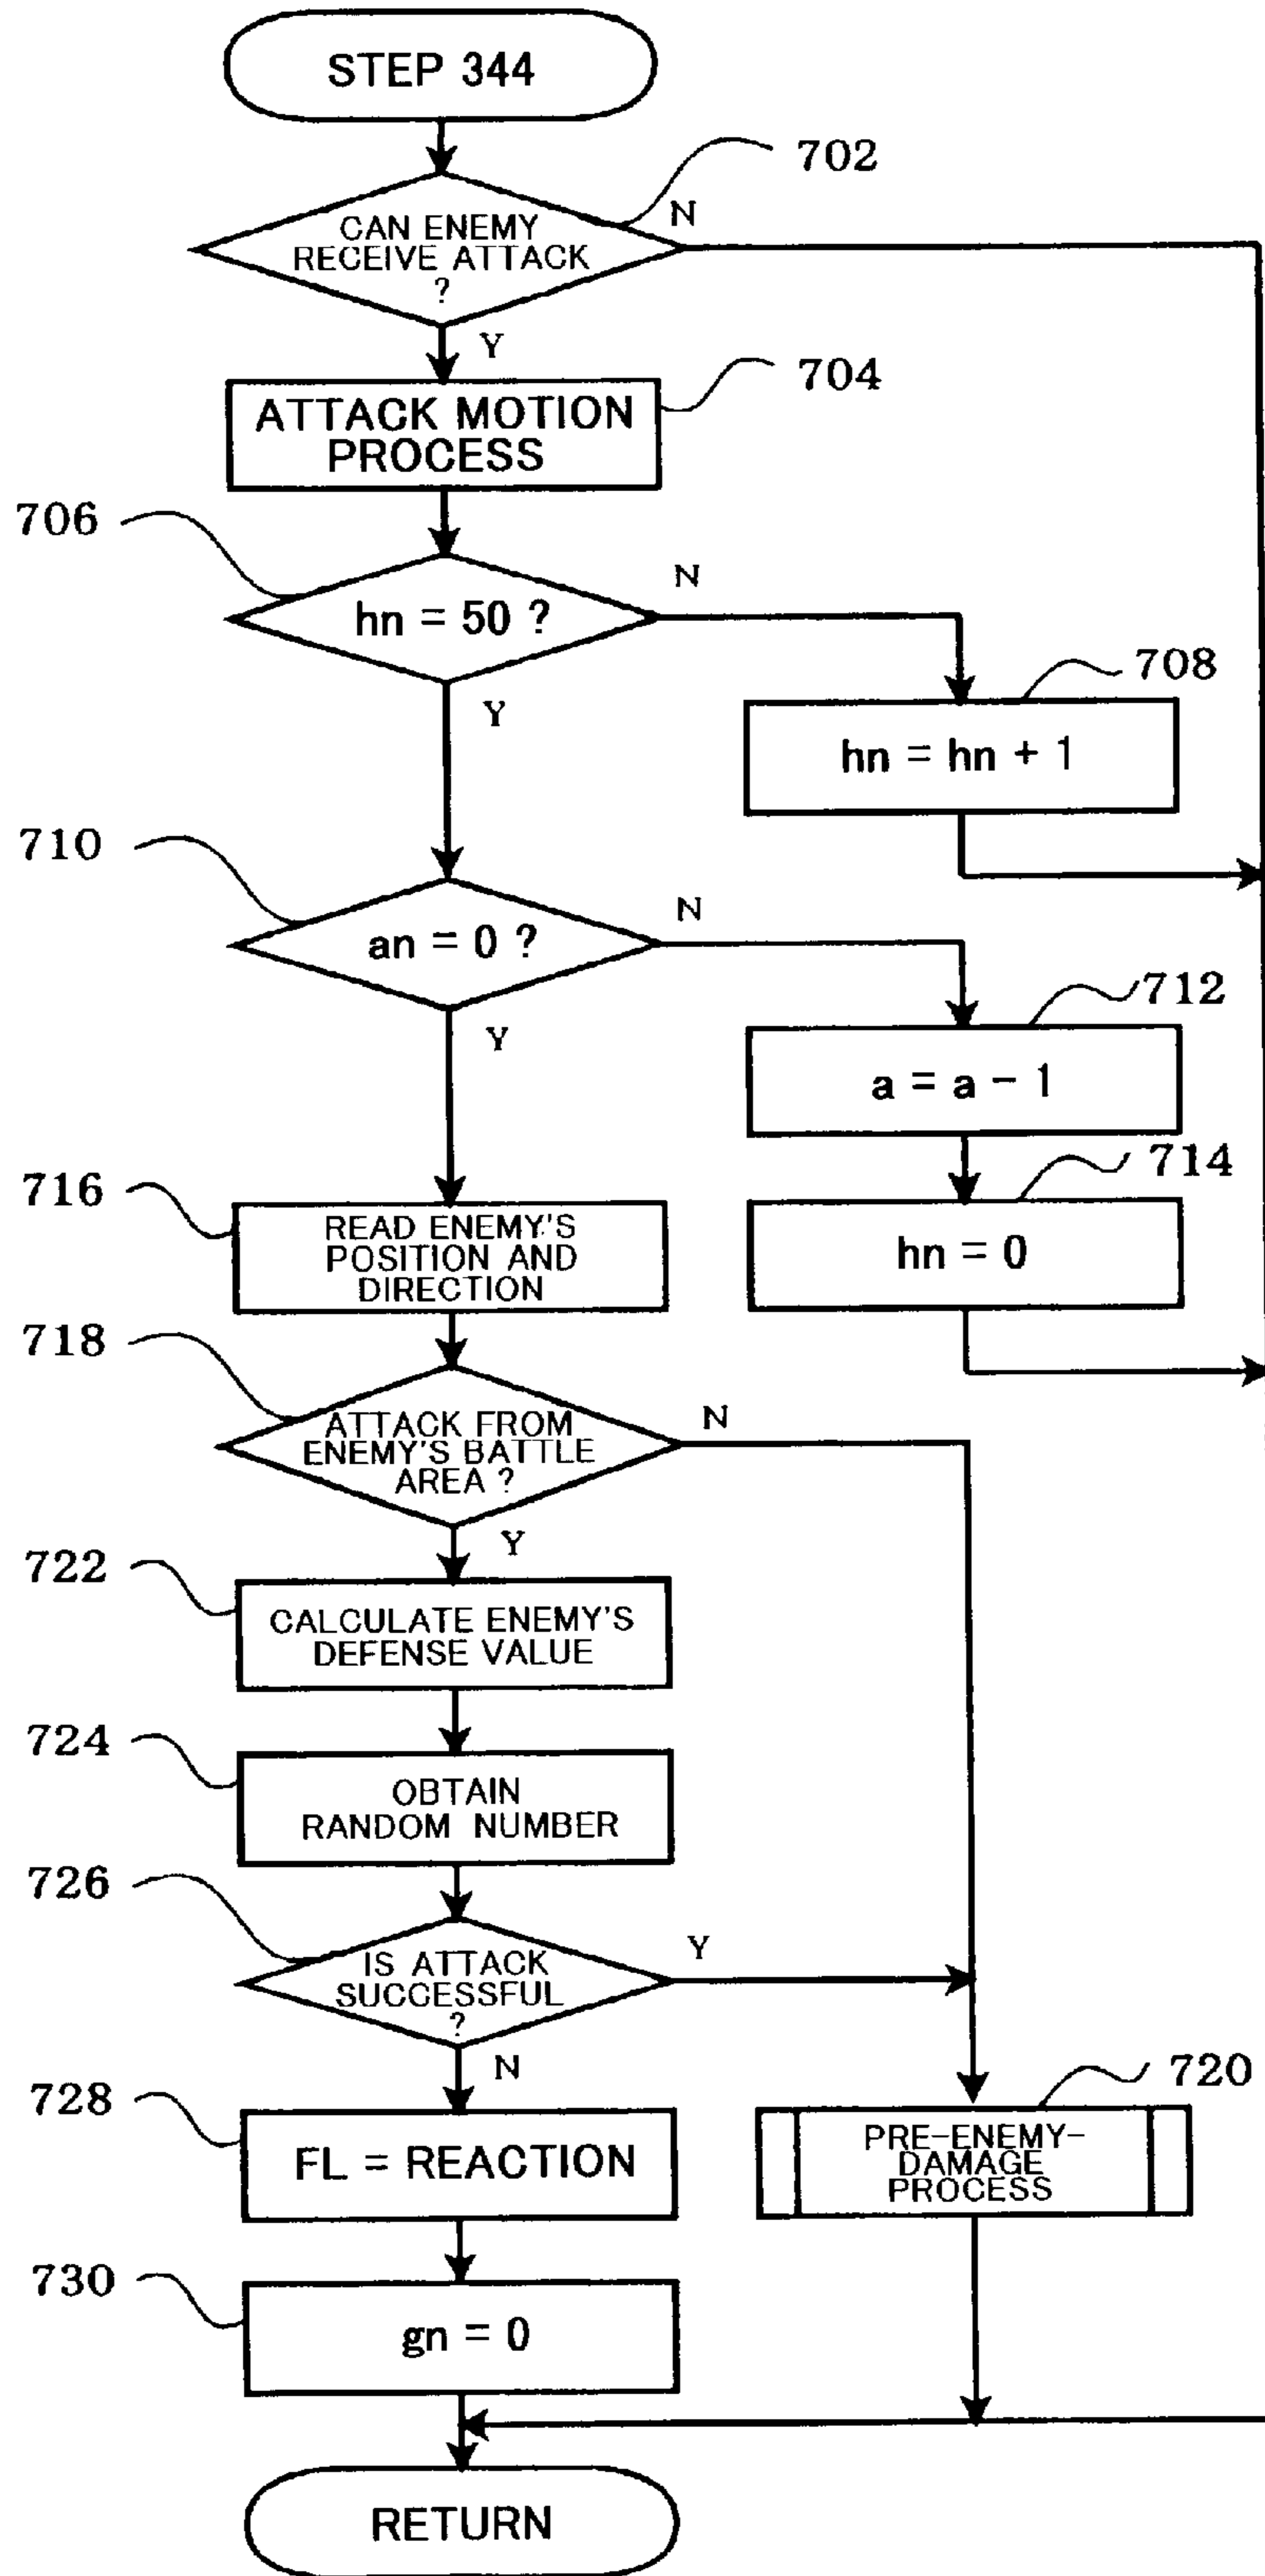 STEP 344
702
CAN ENEMY
RECEIVE ATTACK
?
N
Y
704
ATTACK MOTION
PROCESS
706
hn = 50 ?
N
Y
708
hn = hn + 1
710
an = 0 ?
N
Y
712
a = a - 1
714
hn = 0
716
READ ENEMY'S
POSITION AND
DIRECTION
718
ATTACK FROM
ENEMY'S BATTLE
AREA ?
N
Y
722
CALCULATE ENEMY'S
DEFENSE VALUE
724
OBTAIN
RANDOM NUMBER
726
IS ATTACK
SUCCESSFUL
?
Y
N
728
FL = REACTION
720
PRE-ENEMY-
DAMAGE
PROCESS
730
gn = 0
RETURN